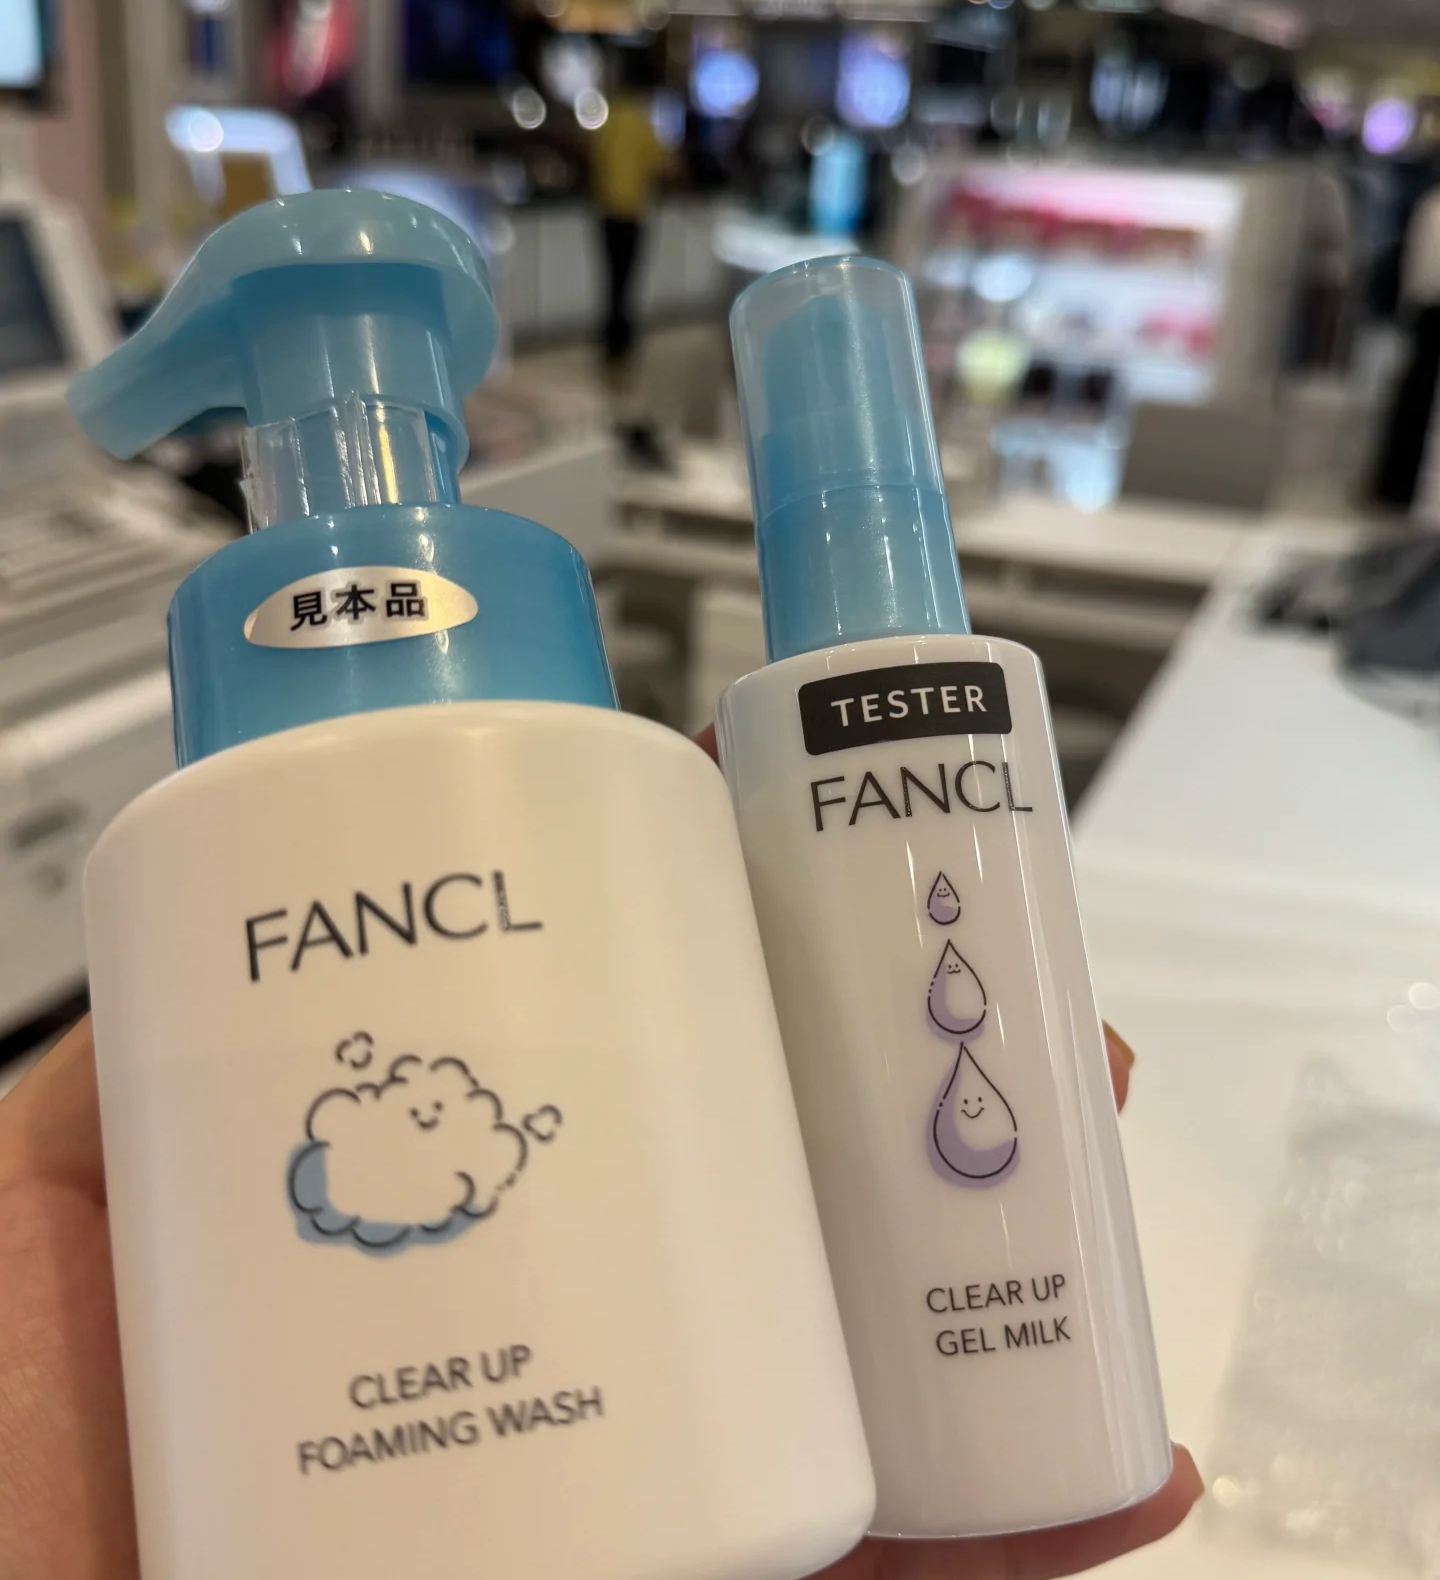 見本品
FANCL
CLEAR UP
FOAMING WASH
TESTER
FANCL
CLEAR UP
GEL MILK